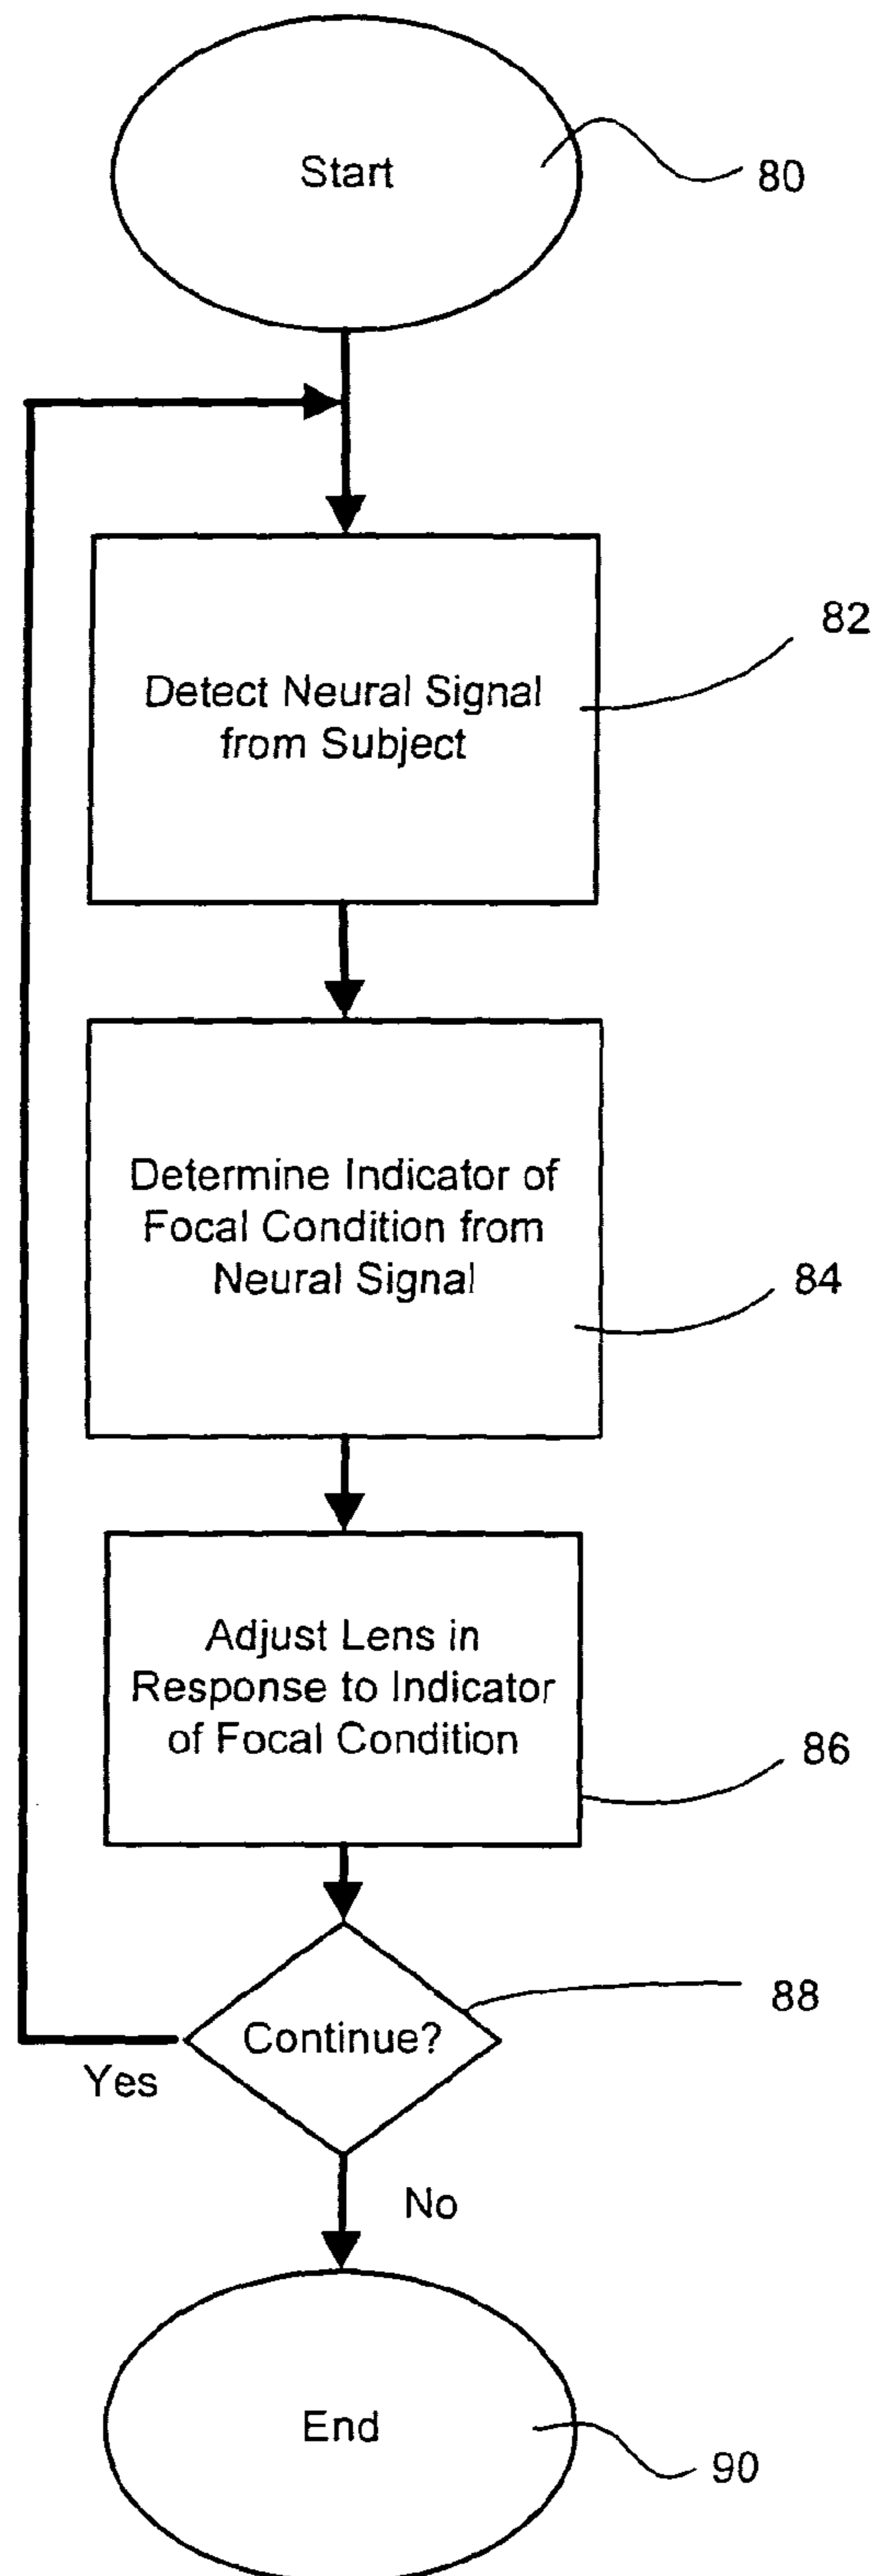 Start
80
82
Detect Neural Signal
from Subject
Determine Indicator of
Focal Condition from
Neural Signal
84
Adjust Lens in
Response to Indicator
of Focal Condition
86
88
Continue?
Yes
No
End
90